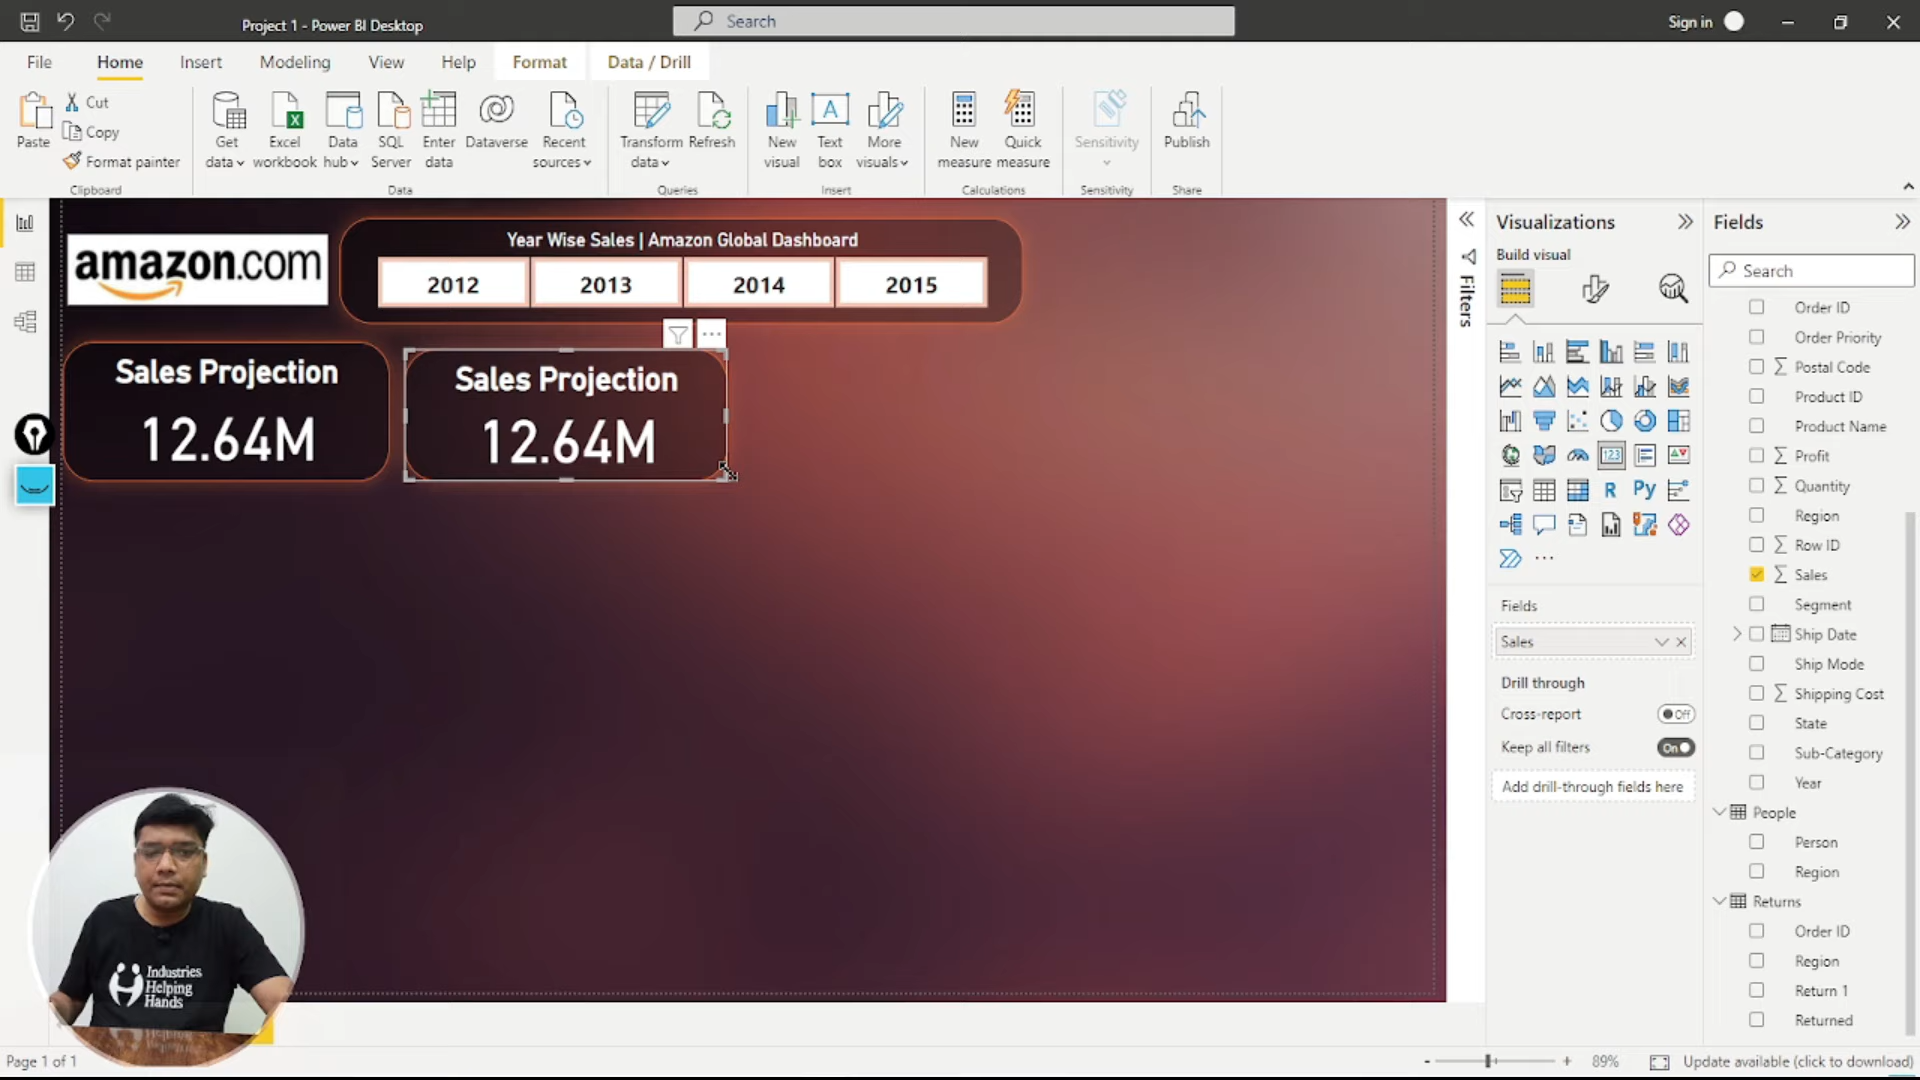 Project 1 - Power BI Desktop
Search
Sign in
File
Home
Insert
Modeling
View
Help
Format
Data / Drill
Paste
Cut
Copy
Format painter
Clipboard
Get data
Excel workbook
Data hub
SQL Server
Enter data
Dataverse
Recent sources
Data
Transform data
Refresh
Queries
New visual
Text box
More visuals
Insert
New measure
Quick measure
Calculations
Sensitivity
Sensitivity
Publish
Share
amazon.com
Year Wise Sales | Amazon Global Dashboard
2012
2013
2014
2015
Sales Projection
12.64M
Sales Projection
12.64M
Industries
Helping
Hands
Filters
Visualizations
Build visual
123
R
Py
Fields
Sales
Drill through
Cross-report
Off
Keep all filters
On
Add drill-through fields here
Fields
Search
Order ID
Order Priority
Postal Code
Product ID
Product Name
Profit
Quantity
Region
Row ID
Sales
Segment
Ship Date
Ship Mode
Shipping Cost
State
Sub-Category
Year
People
Person
Region
Returns
Order ID
Region
Return 1
Returned
Page 1 of 1
- + 89%
Update available (click to download)